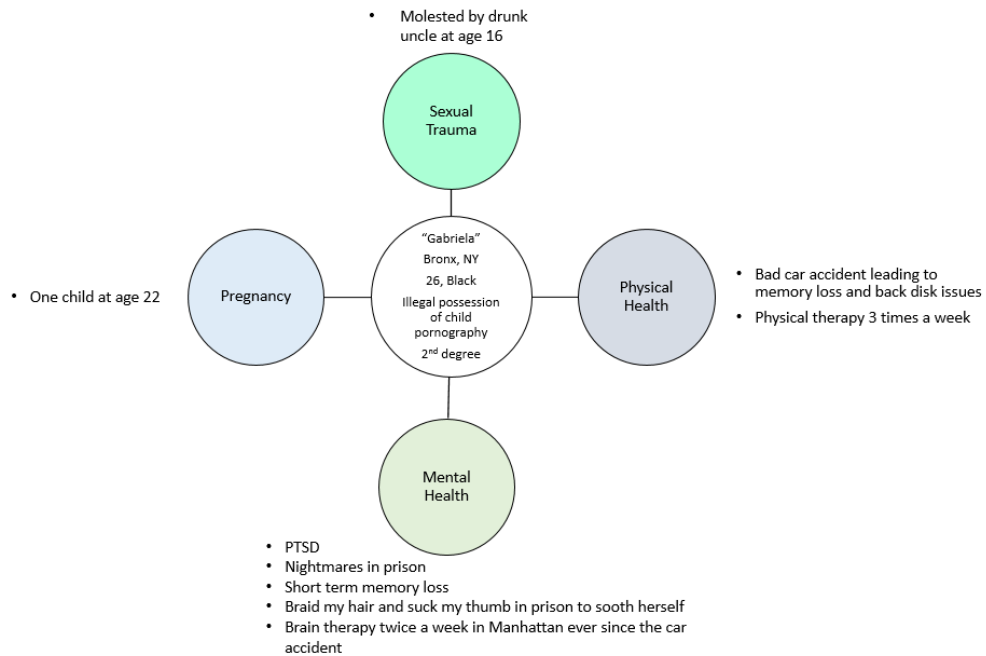 • Molested by drunk
uncle at age 16
Sexual
Trauma
“Gabriela”
Bronx, NY
26, Black
Illegal possession
of child
pornography
2nd degree
Pregnancy
• One child at age 22
Physical
Health
• Bad car accident leading to
memory loss and back disk issues
• Physical therapy 3 times a week
Mental
Health
• PTSD
• Nightmares in prison
• Short term memory loss
• Braid my hair and suck my thumb in prison to sooth herself
• Brain therapy twice a week in Manhattan ever since the car
accident